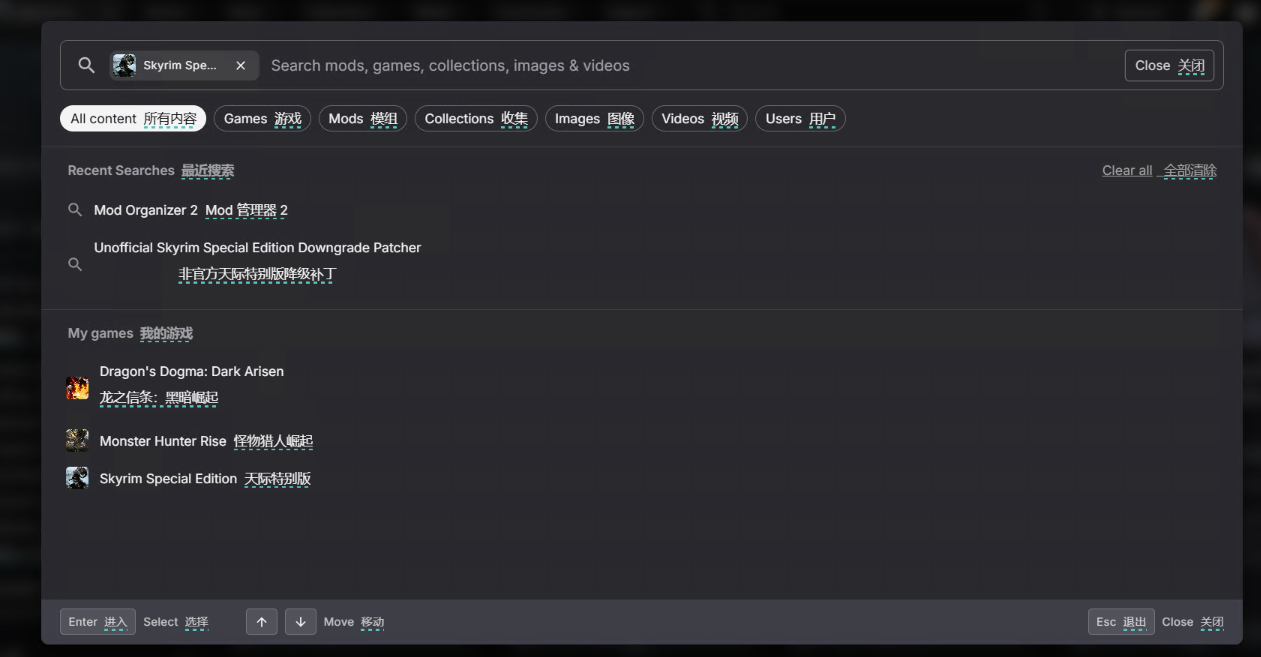 Skyrim Spe...
Search mods, games, collections, images & videos
Close 关闭
All content 所有内容
Games 游戏
Mods 模组
Collections 收集
Images 图像
Videos 视频
Users 用户
Recent Searches 最近搜索
Clear all 全部清除
Mod Organizer 2 Mod 管理器 2
Unofficial Skyrim Special Edition Downgrade Patcher
非官方天际特别版降级补丁
My games 我的游戏
Dragon's Dogma: Dark Arisen
龙之信条：黑暗崛起
Monster Hunter Rise 怪物猎人崛起
Skyrim Special Edition 天际特别版
Enter 进入 Select 选择
↑ ↓ Move 移动
Esc 退出 Close 关闭